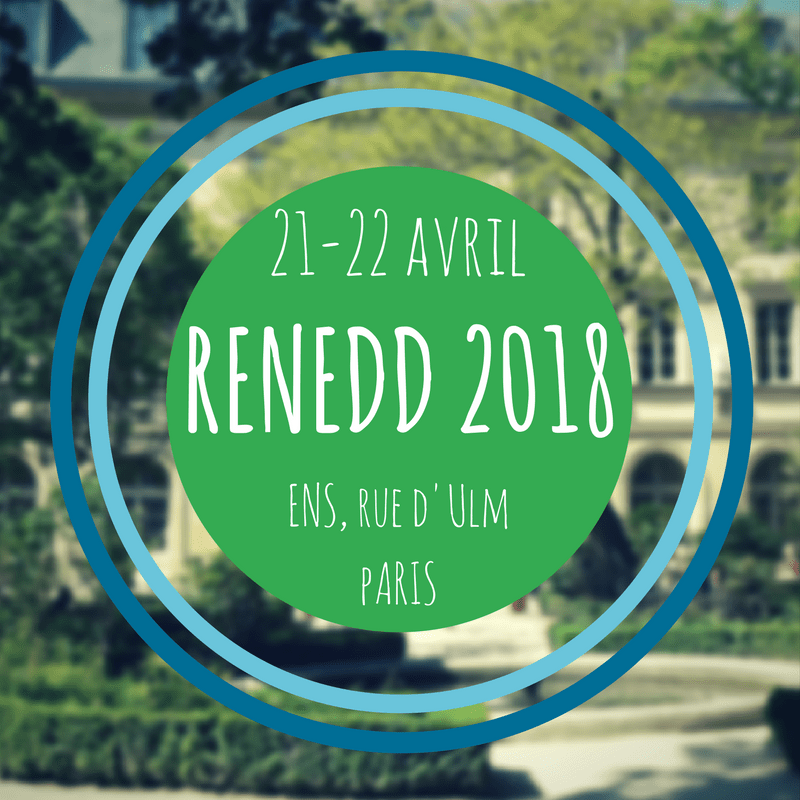 21-22 AVRIL
RENEDD 2018
ENS, RUE D'ULM
PARIS